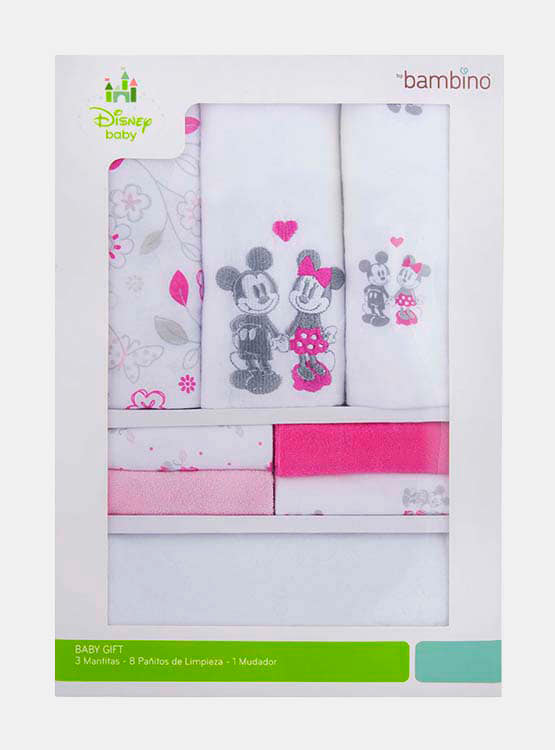 by bambino
Disney
baby
BABY GIFT
3 Mantitas - 8 Pañitos de Limpieza - 1 Mudador